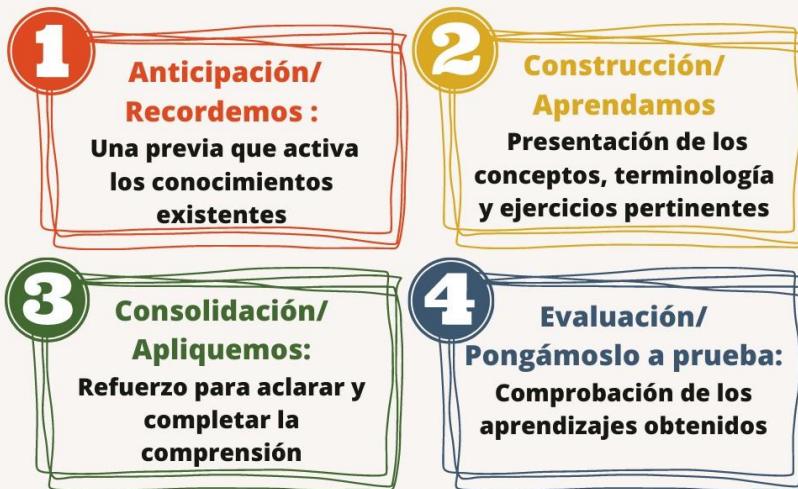 1
Anticipación/
Recordemos :
Una previa que activa
los conocimientos
existentes
2
Construcción/
Aprendamos
Presentación de los
conceptos, terminología
y ejercicios pertinentes
3
Consolidación/
Apliquemos:
Refuerzo para aclarar y
completar la
comprensión
4
Evaluación/
Pongámoslo a prueba:
Comprobación de los
aprendizajes obtenidos